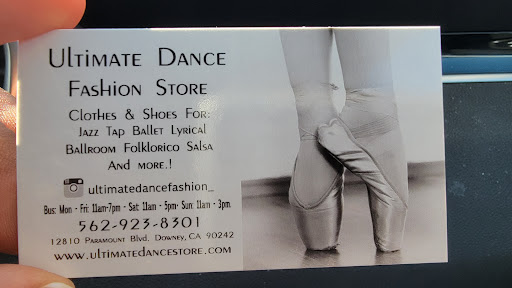 Ultimate Dance
Fashion Store
Clothes & Shoes For:
Jazz Tap Ballet Lyrical
Ballroom Folklorico Salsa
And more.!
ultimatedancefashion_
Bus: Mon - Fri: 11am-7pm - Sat: 11am - 5pm- Sun: 11am - 3pm.
562-923-8301
12810 Paramount Blvd. Downey, CA 90242
www.ultimatedancestore.com